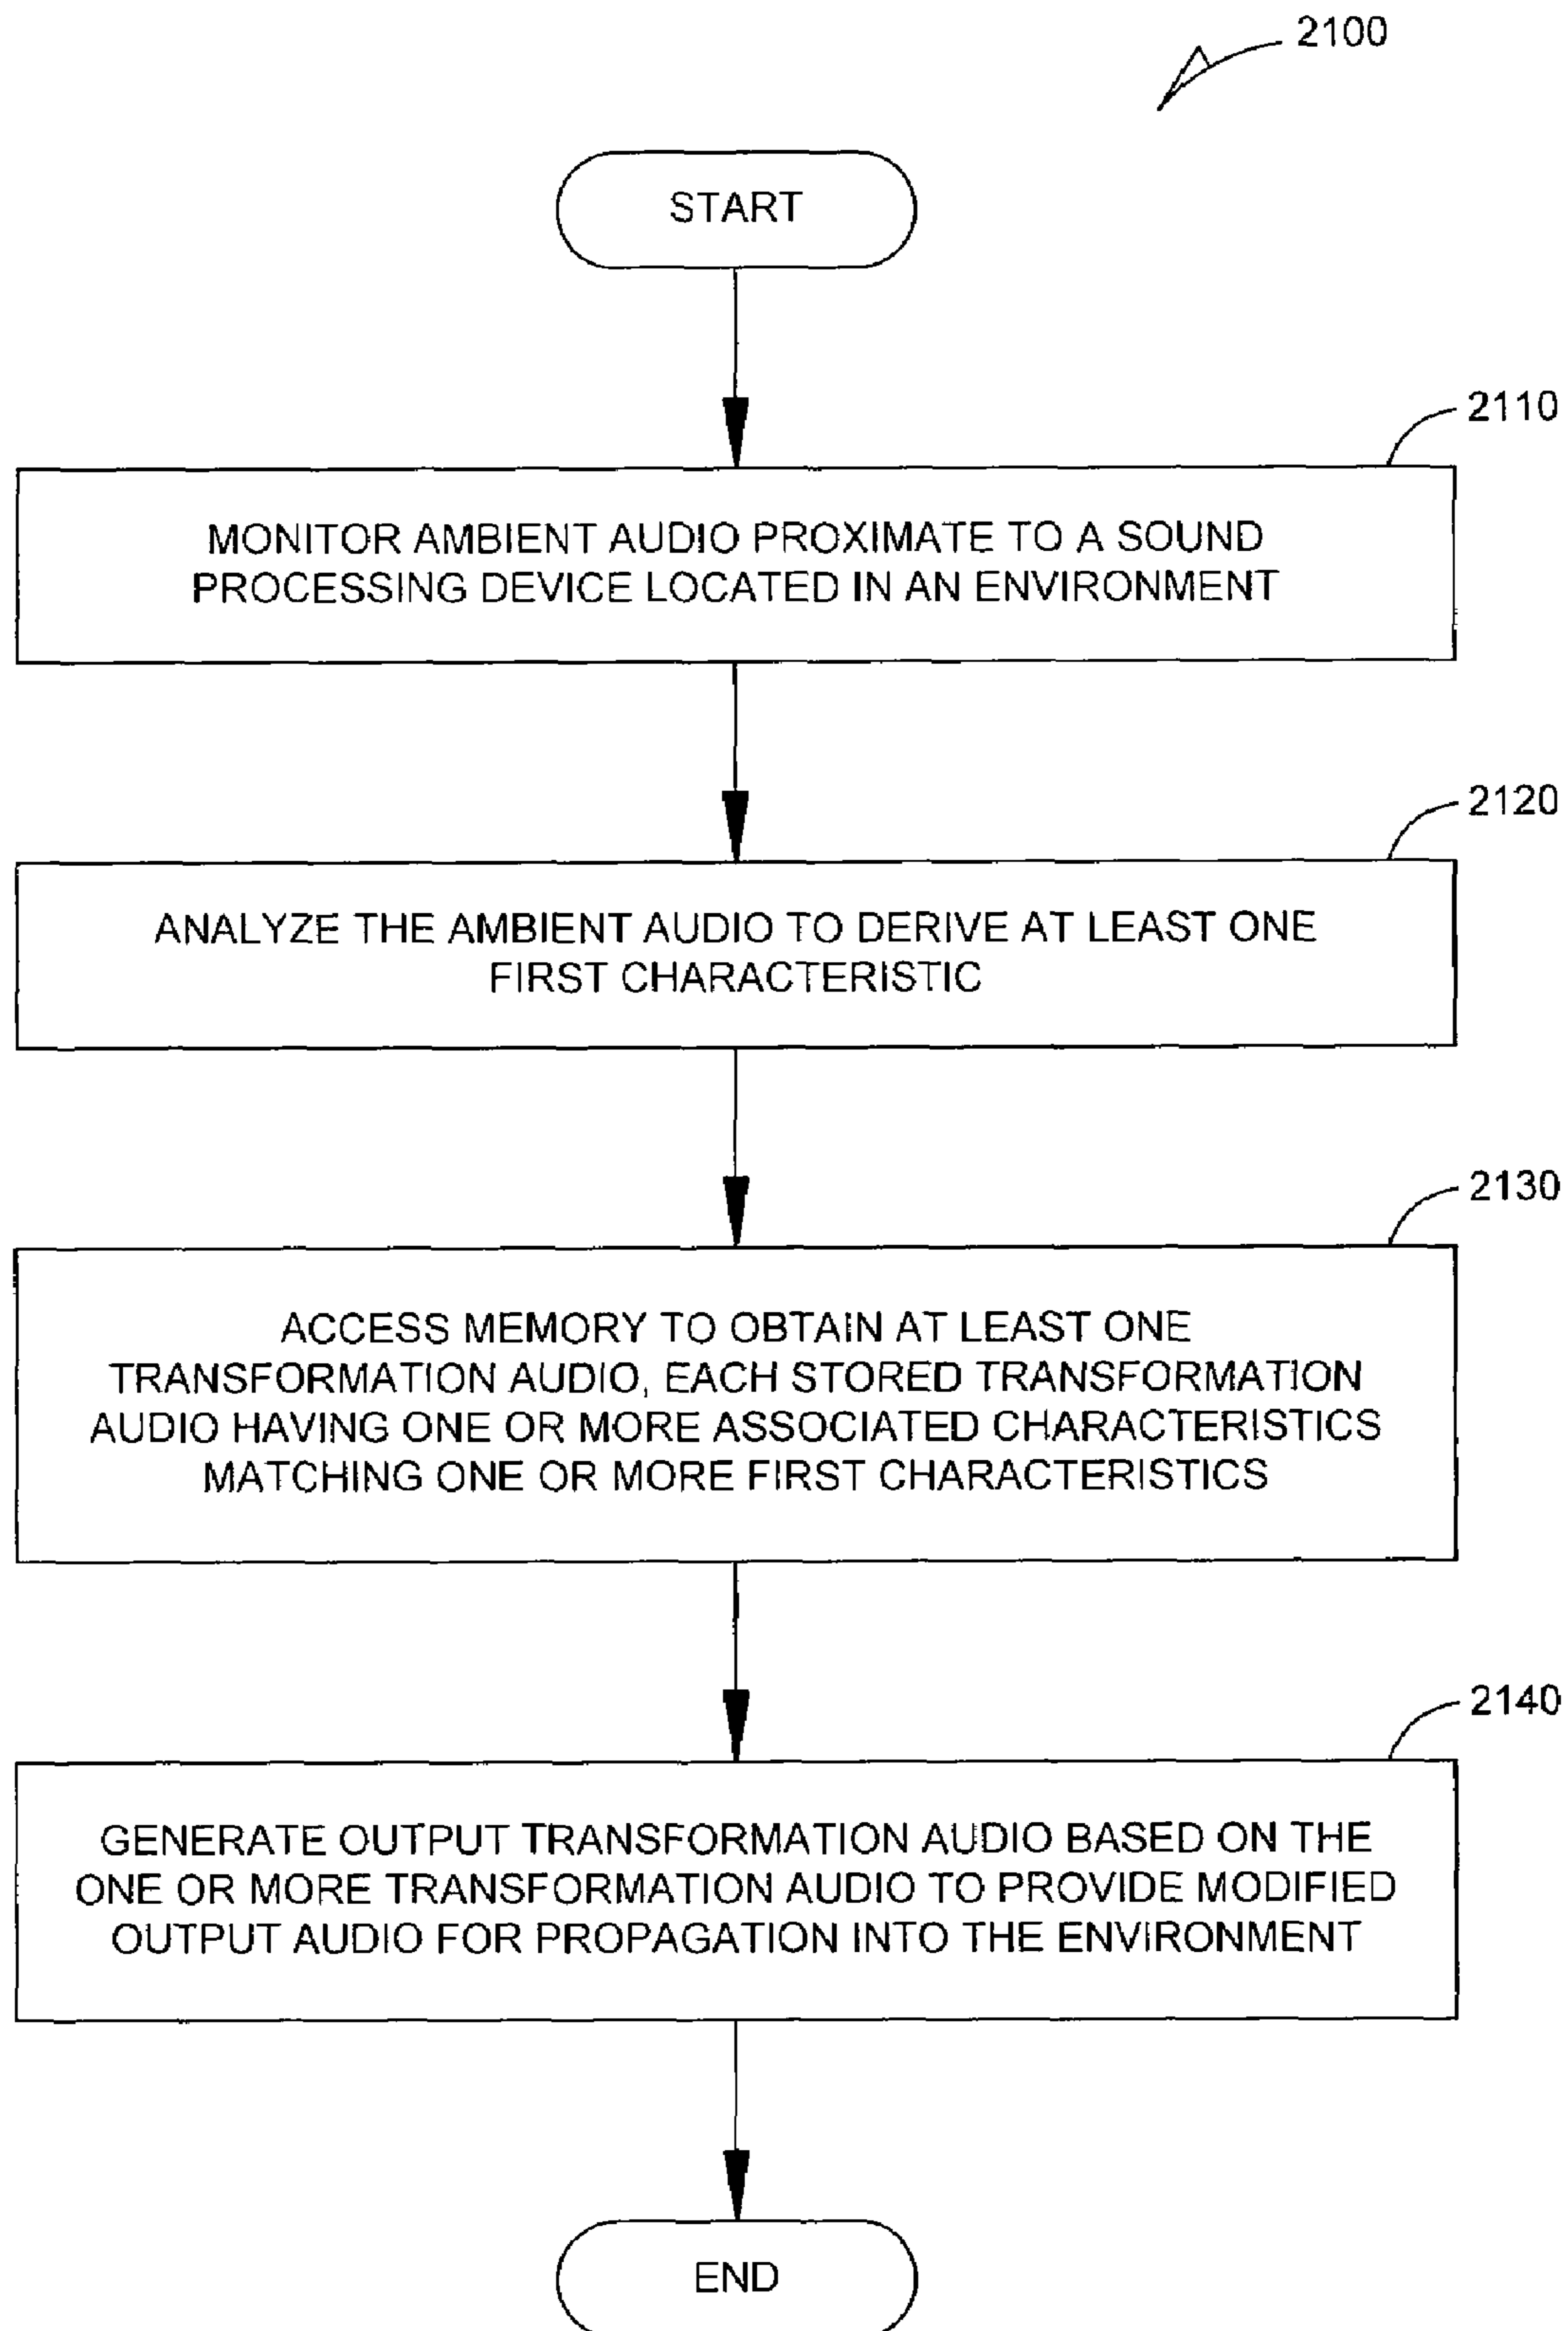 2100
START
2110
MONITOR AMBIENT AUDIO PROXIMATE TO A SOUND
PROCESSING DEVICE LOCATED IN AN ENVIRONMENT
2120
ANALYZE THE AMBIENT AUDIO TO DERIVE AT LEAST ONE
FIRST CHARACTERISTIC
2130
ACCESS MEMORY TO OBTAIN AT LEAST ONE
TRANSFORMATION AUDIO, EACH STORED TRANSFORMATION
AUDIO HAVING ONE OR MORE ASSOCIATED CHARACTERISTICS
MATCHING ONE OR MORE FIRST CHARACTERISTICS
2140
GENERATE OUTPUT TRANSFORMATION AUDIO BASED ON THE
ONE OR MORE TRANSFORMATION AUDIO TO PROVIDE MODIFIED
OUTPUT AUDIO FOR PROPAGATION INTO THE ENVIRONMENT
END